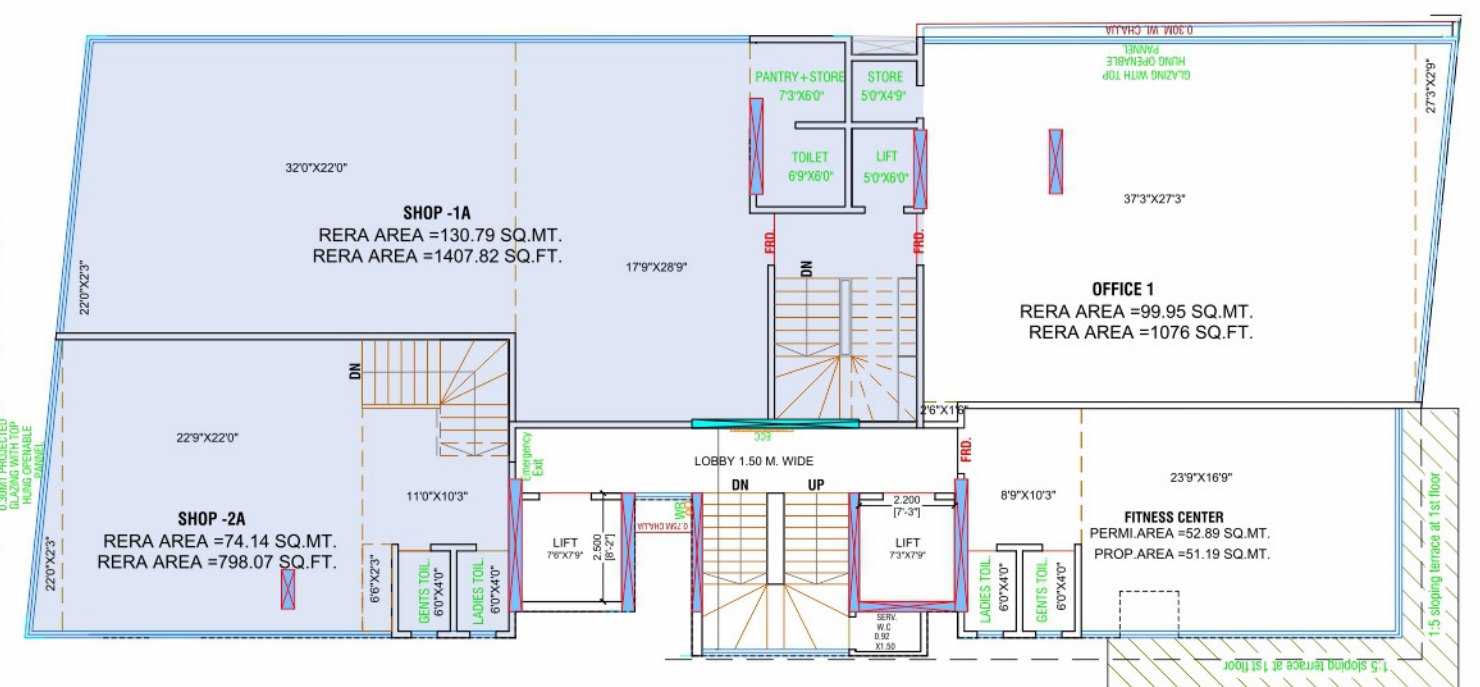 0.30M WI. CHAJJA
GLAZING WITH TOP
HUNG OPENABLE
PANNEL
27'3"X2'9"
PANTRY+STORE
7'3"X6'0"
STORE
5'0"X4'9"
32'0"X22'0"
TOILET
6'9"X6'0"
LIFT
5'0"X6'0"
37'3"X27'3"
SHOP -1A
RERA AREA =130.79 SQ.MT.
RERA AREA =1407.82 SQ.FT.
FRD.
FRD.
22'0"X2'3"
17'9"X28'9"
DN
OFFICE 1
RERA AREA =99.95 SQ.MT.
RERA AREA =1076 SQ.FT.
DN
2'6"X1'6"
PROJECTED
GLAZING WITH TOP
HUNG OPENABLE
PANNEL
22'9"X22'0"
ECC
Emergency
Exit
LOBBY 1.50 M. WIDE
FRD.
11'0"X10'3"
DN
UP
8'9"X10'3"
23'9"X16'9"
SHOP -2A
RERA AREA =74.14 SQ.MT.
RERA AREA =798.07 SQ.FT.
WB
0.75M CHAJJA
2.200
[7'-3"]
FITNESS CENTER
PERMI.AREA =52.89 SQ.MT.
PROP.AREA =51.19 SQ.MT.
LIFT
7'6"X7'9"
2.500
[8'-2"]
LIFT
7'3"X7'9"
22'0"X2'3"
6'6"X2'3"
GENTS TOIL.
6'0"X4'0"
LADIES TOIL.
6'0"X4'0"
SERV.
W.C
0.92
X1.50
LADIES TOIL.
6'0"X4'0"
GENTS TOIL.
6'0"X4'0"
1:5 sloping terrace at 1st floor
1:5 sloping terrace at 1st floor